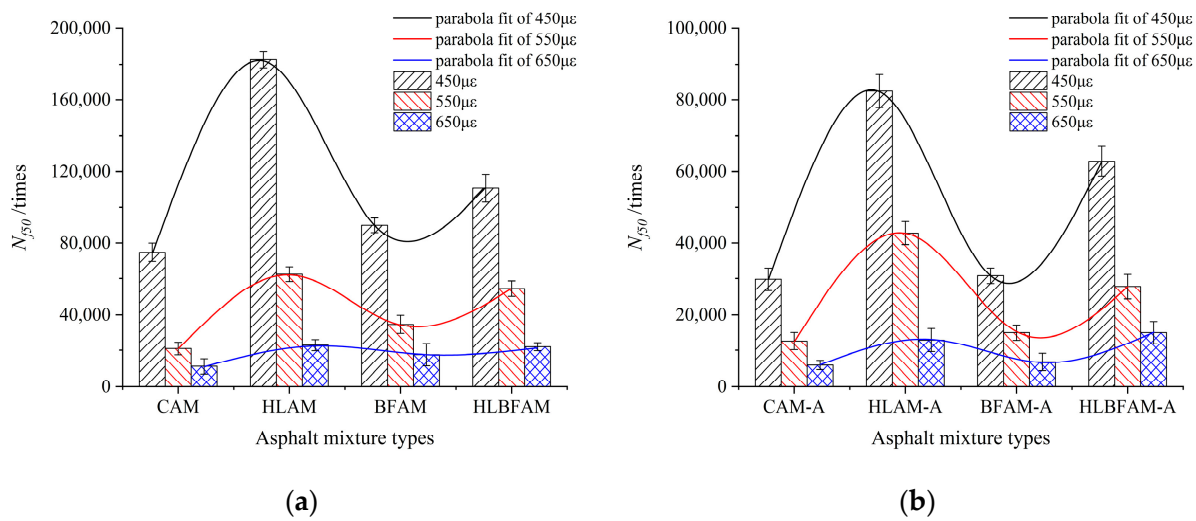 parabola fit of 450με
parabola fit of 550με
parabola fit of 650με
450με
550με
650με
200,000
160,000
120,000
80,000
40,000
0
N_f50 /times
CAM
HLAM
BFAM
HLBFAM
Asphalt mixture types
(a)
parabola fit of 450με
parabola fit of 550με
parabola fit of 650με
450με
550με
650με
100,000
80,000
60,000
40,000
20,000
0
N_f50 /times
CAM-A
HLAM-A
BFAM-A
HLBFAM-A
Asphalt mixture types
(b)